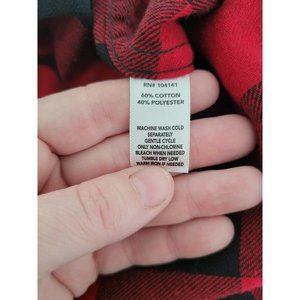 RN# 104141
60% COTTON
40% POLYESTER
MACHINE WASH COLD
SEPARATELY
GENTLE CYCLE
ONLY NON-CHLORINE
BLEACH WHEN NEEDED
TUMBLE DRY LOW
WARM IRON IF NEEDED